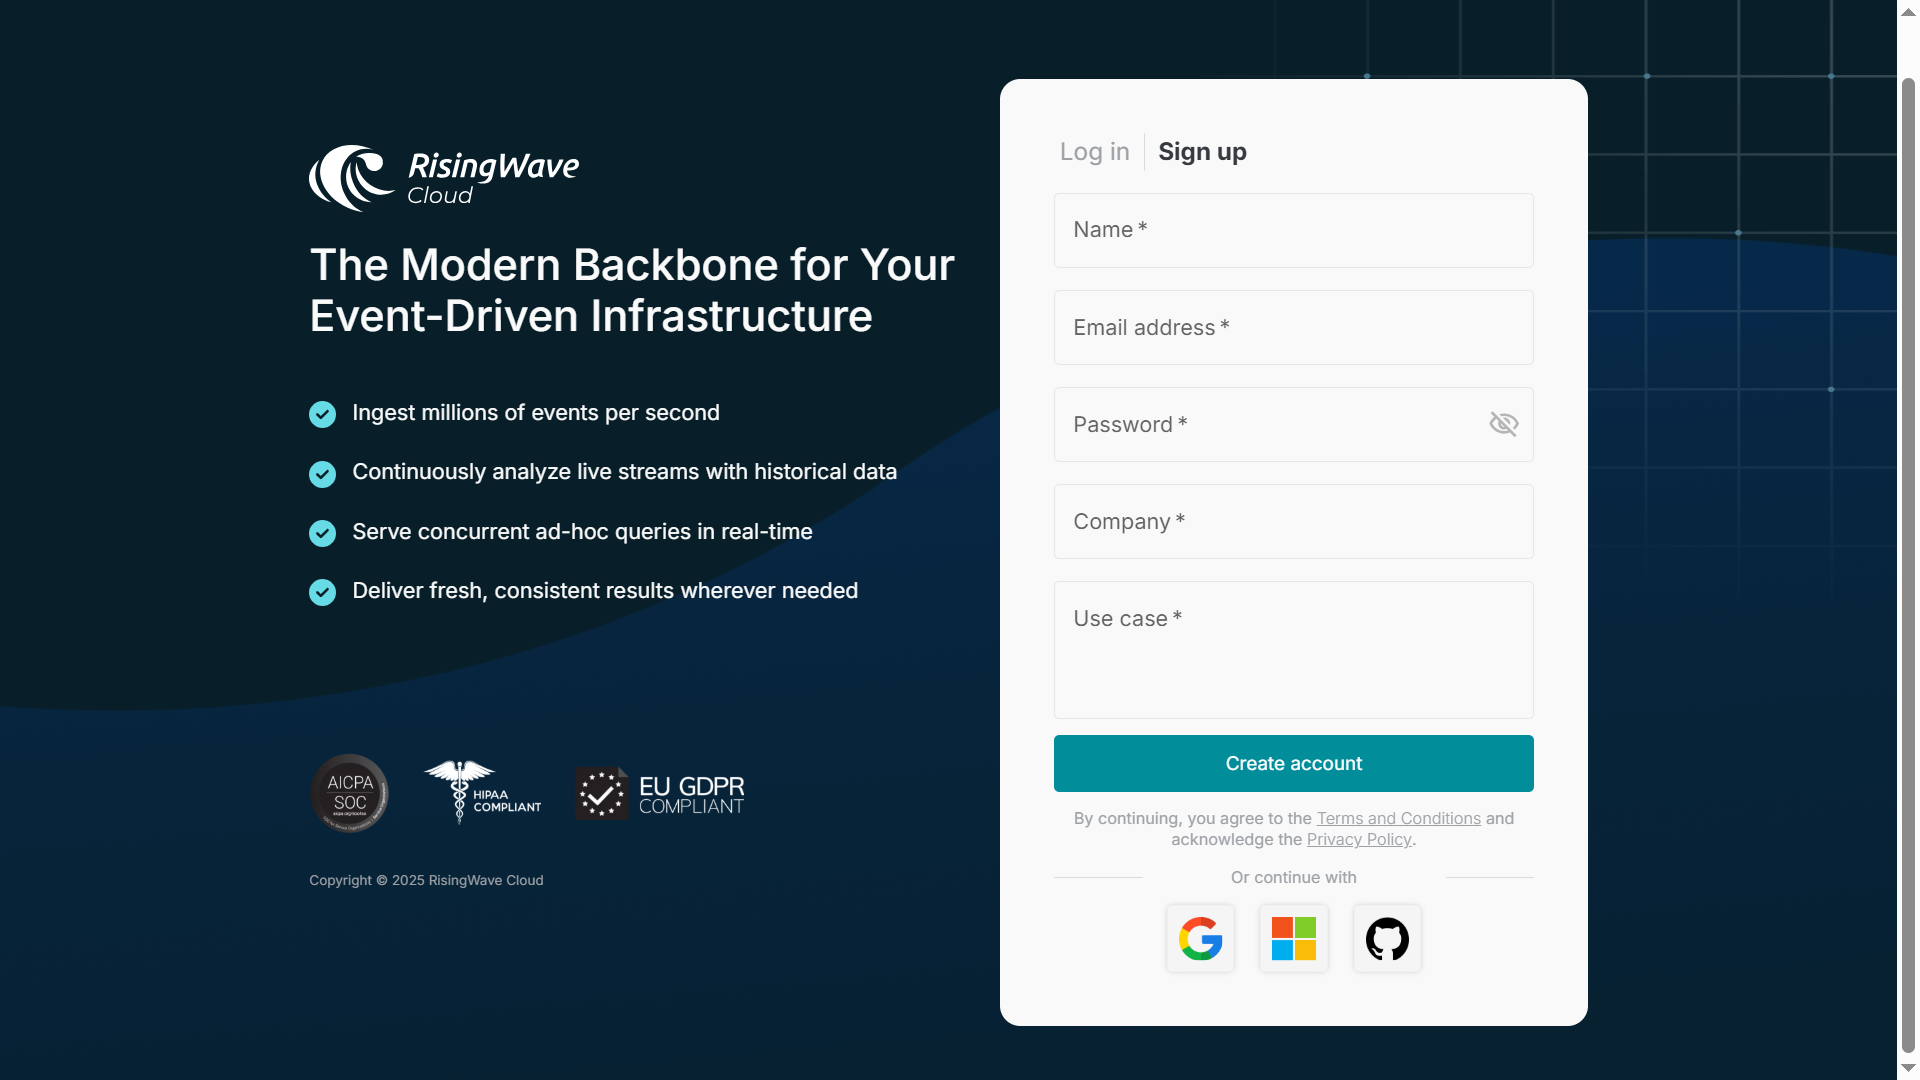 RisingWave
Cloud
The Modern Backbone for Your
Event-Driven Infrastructure
Ingest millions of events per second
Continuously analyze live streams with historical data
Serve concurrent ad-hoc queries in real-time
Deliver fresh, consistent results wherever needed
AICPA
SOC
HIPAA
COMPLIANT
EU GDPR
COMPLIANT
Copyright © 2025 RisingWave Cloud
Log in
Sign up
Name *
Email address *
Password *
Company *
Use case *
Create account
By continuing, you agree to the Terms and Conditions and
acknowledge the Privacy Policy.
Or continue with